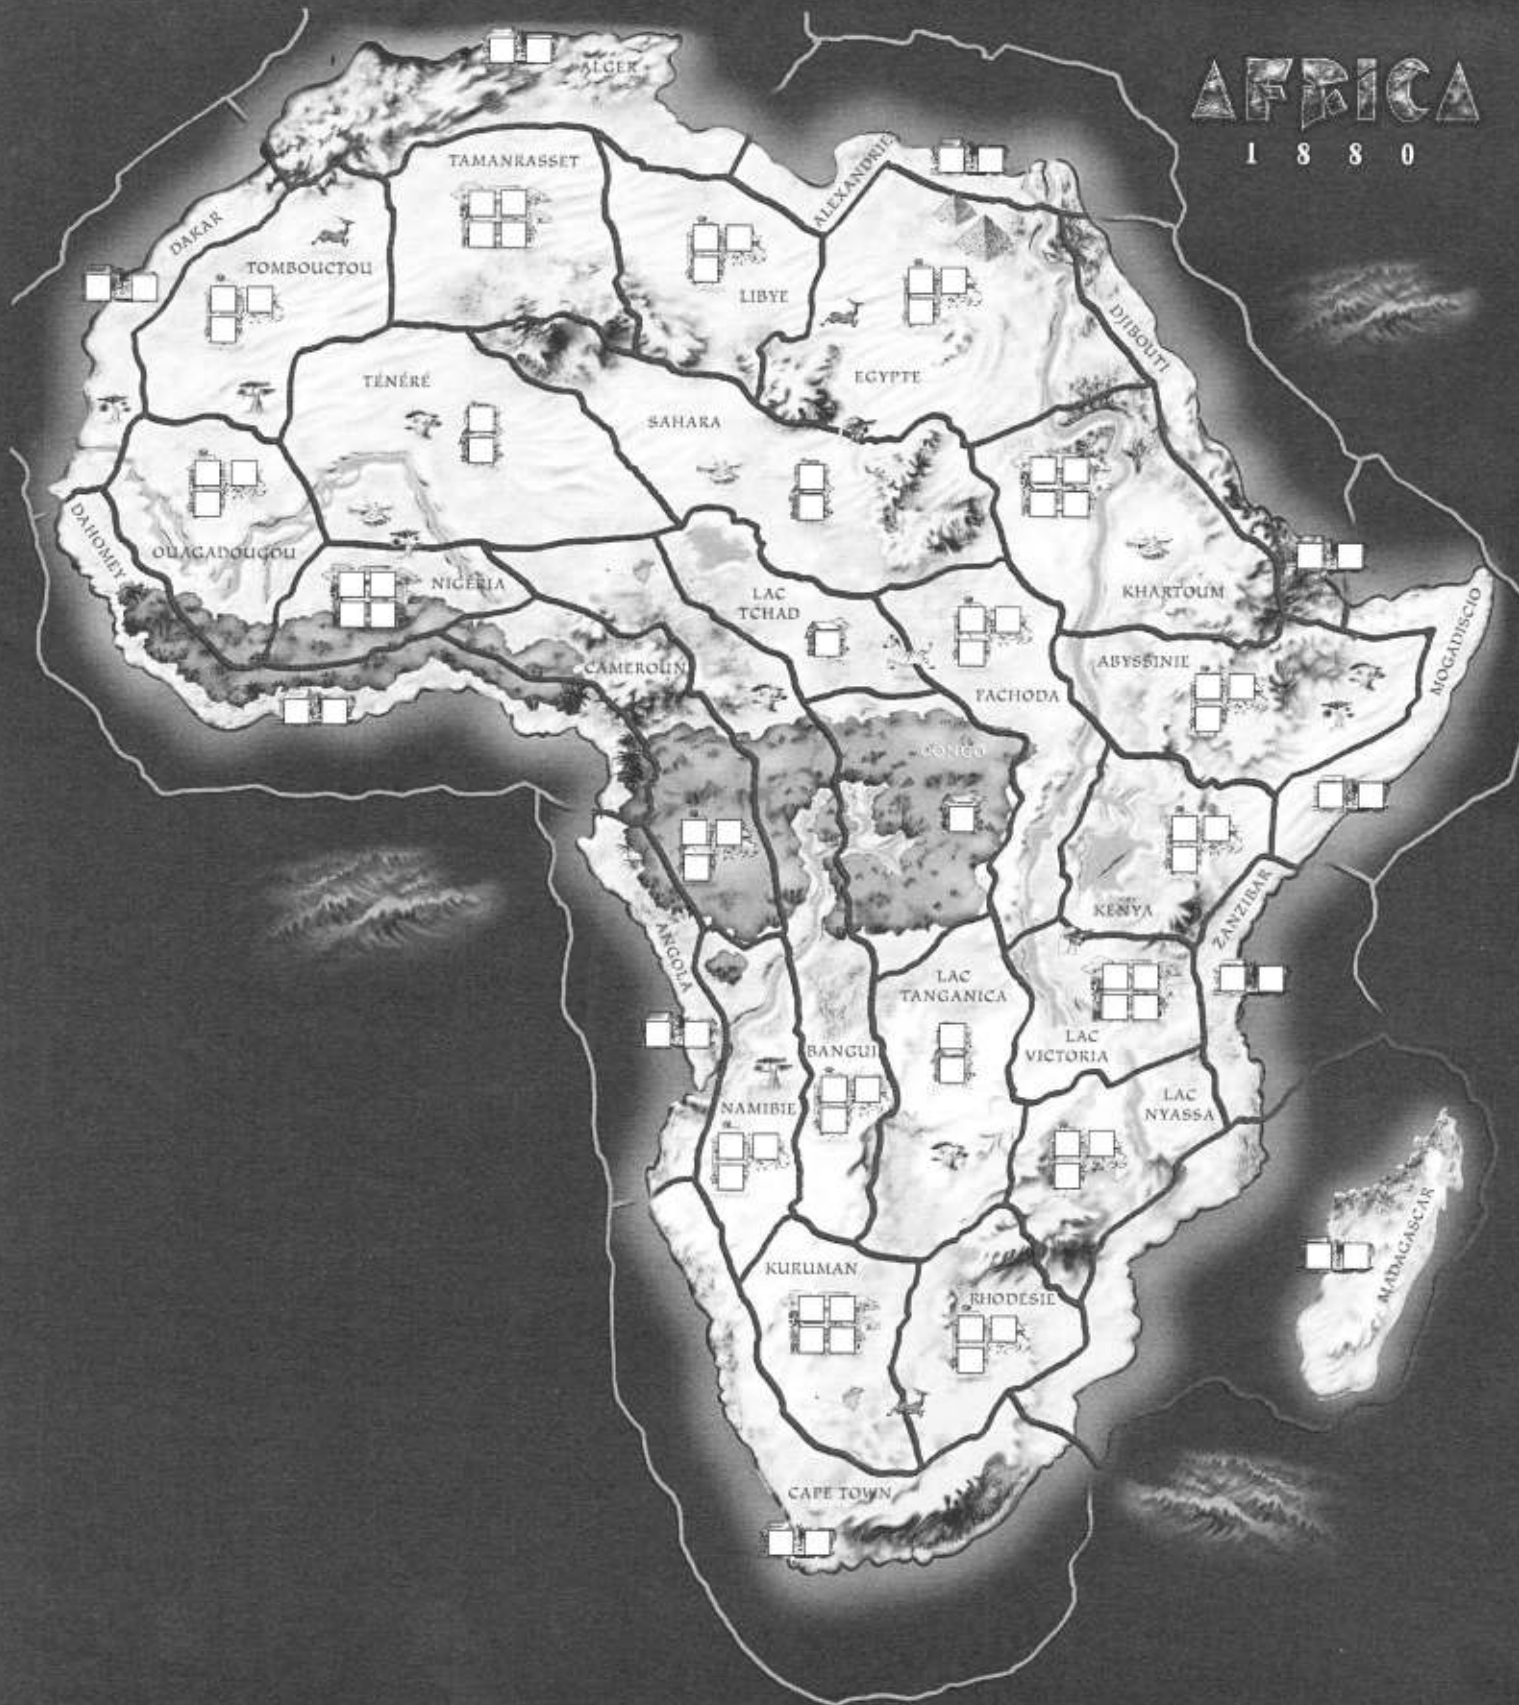 AFRICA
1 8 8 0
ALGER
TAMANRASSET
ALEXANDRIE
DAKAR
TOMBOUCTOU
LIBYE
DJIBOUTI
TÉNÉRÉ
EGYPTE
SAHARA
DAHOMEY
OUAGADOUGOU
NIGÉRIA
LAC
TCHAD
KHARTOUM
MOGADISCIO
CAMEROUN
ABYSSINIE
FACHODA
CONGO
KENYA
ZANZIBAR
ANGOLA
LAC
TANGANICA
LAC
VICTORIA
BANGUI
NAMIBIE
LAC
NYASSA
MADAGASCAR
KURUMAN
RHODÉSIE
CAPE TOWN